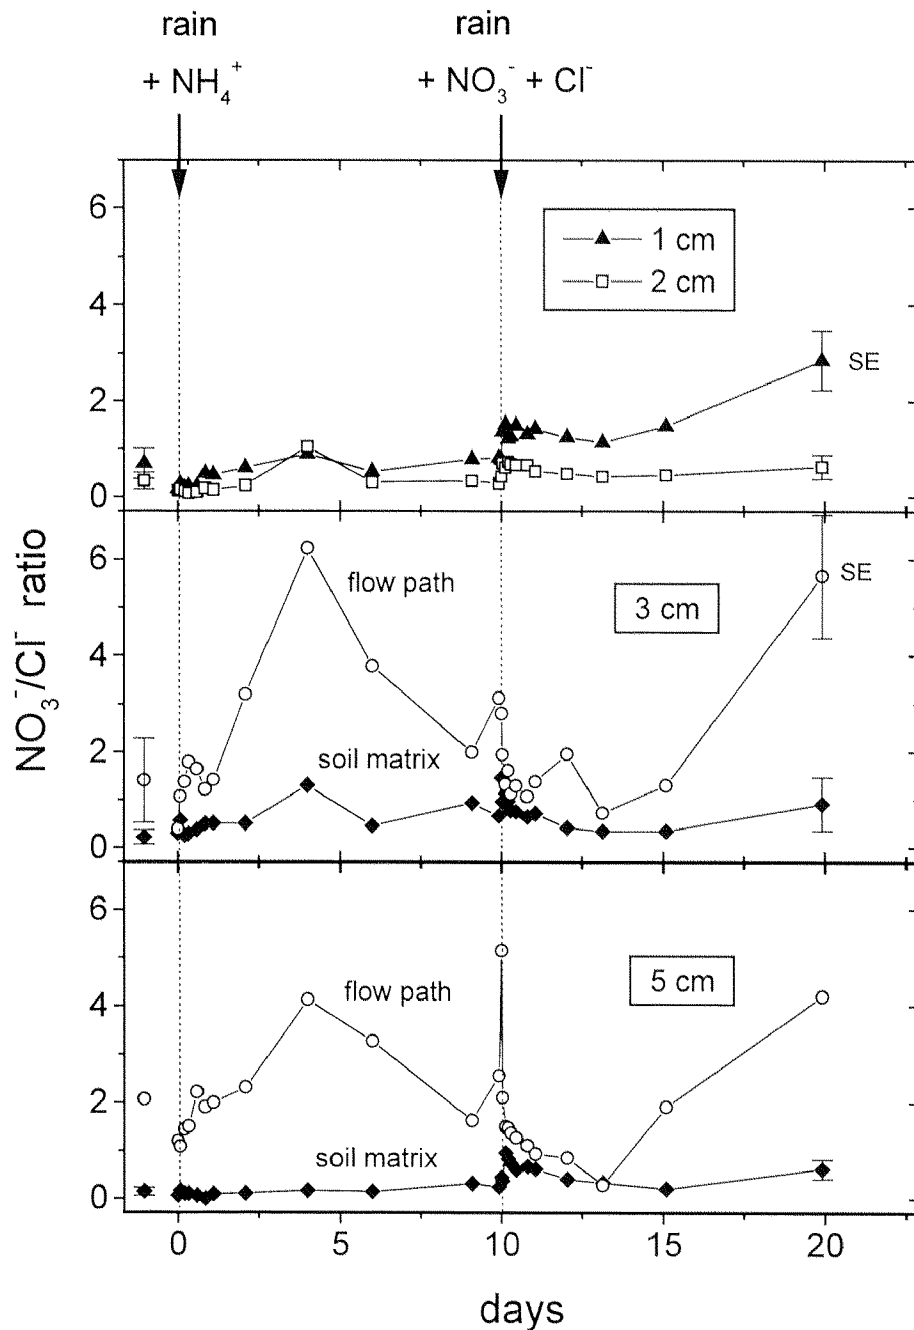 rain rain
+ NH₄⁺ + NO₃⁻ + Cl⁻
6
4
2
0
1 cm
2 cm
SE
NO₃⁻/Cl⁻ ratio
6
4
2
0
flow path
soil matrix
3 cm
SE
6
4
2
0
flow path
soil matrix
5 cm
0 5 10 15 20
days